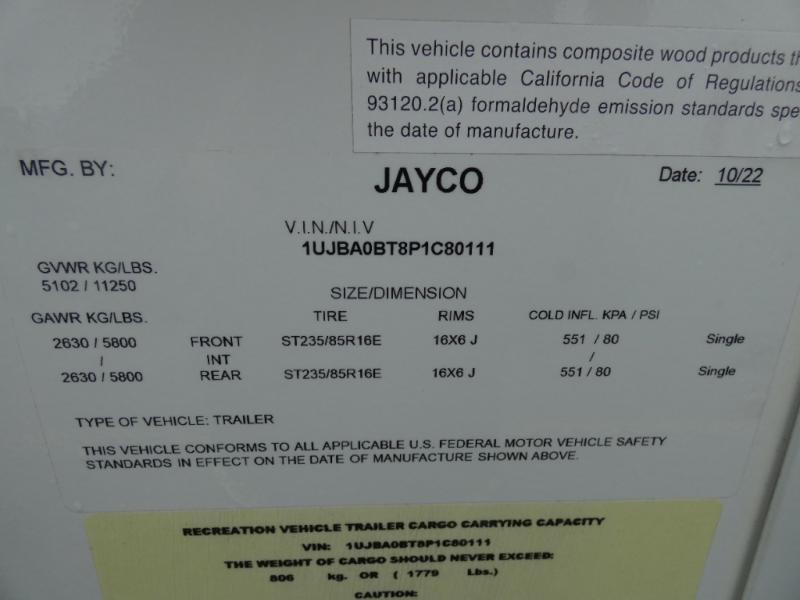 This vehicle contains composite wood products
with applicable California Code of Regulations
93120.2(a) formaldehyde emission standards
the date of manufacture.
MFG. BY: JAYCO Date: 10/22
V.I.N./N.I.V
1UJBA0BT8P1C80111
GVWR KG/LBS.
5102 / 11250
SIZE/DIMENSION
GAWR KG/LBS. TIRE RIMS COLD INFL. KPA / PSI
2630 / 5800 FRONT ST235/85R16E 16X6 J 551 / 80 Single
/ INT /
2630 / 5800 REAR ST235/85R16E 16X6 J 551 / 80 Single
TYPE OF VEHICLE: TRAILER
THIS VEHICLE CONFORMS TO ALL APPLICABLE U.S. FEDERAL MOTOR VEHICLE SAFETY
STANDARDS IN EFFECT ON THE DATE OF MANUFACTURE SHOWN ABOVE.
RECREATION VEHICLE TRAILER CARGO CARRYING CAPACITY
VIN: 1UJBA0BT8P1C80111
THE WEIGHT OF CARGO SHOULD NEVER EXCEED:
806 kg. OR ( 1779 Lbs.)
CAUTION: